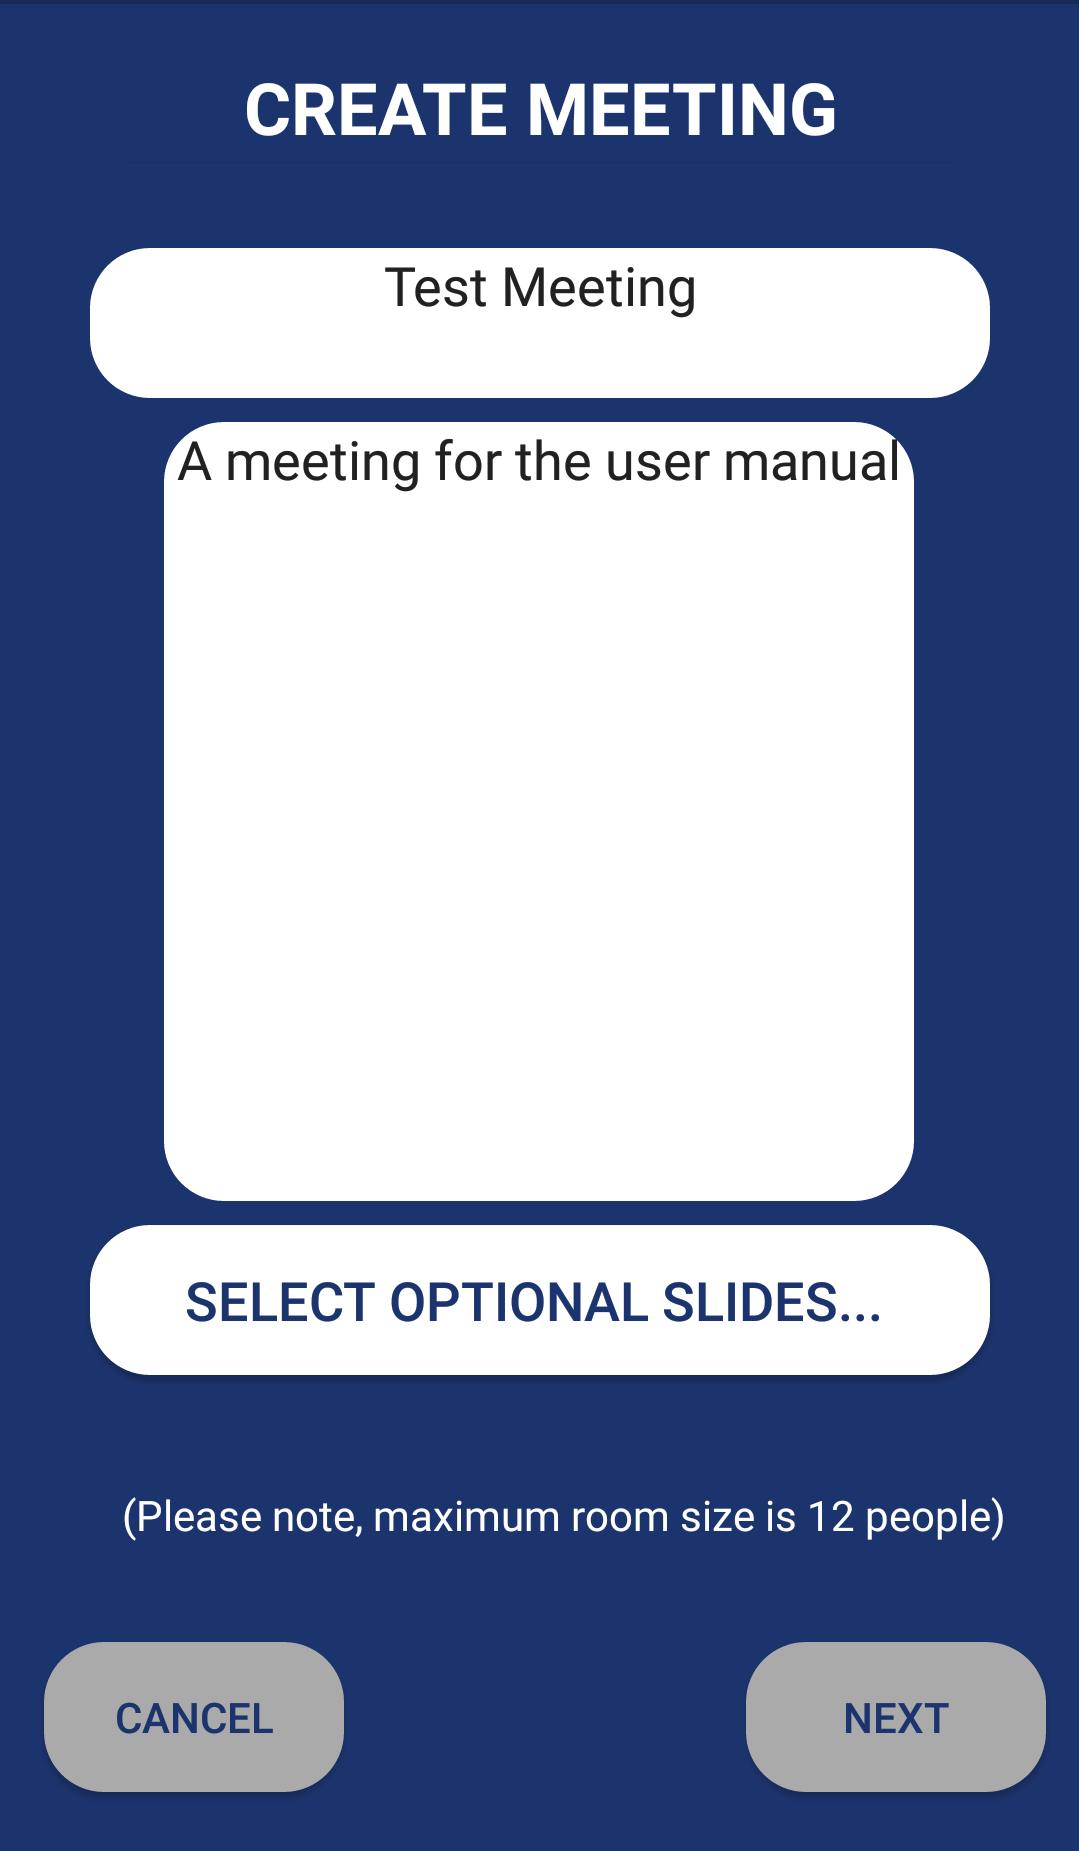 CREATE MEETING
Test Meeting
A meeting for the user manual
SELECT OPTIONAL SLIDES...
(Please note, maximum room size is 12 people)
CANCEL
NEXT